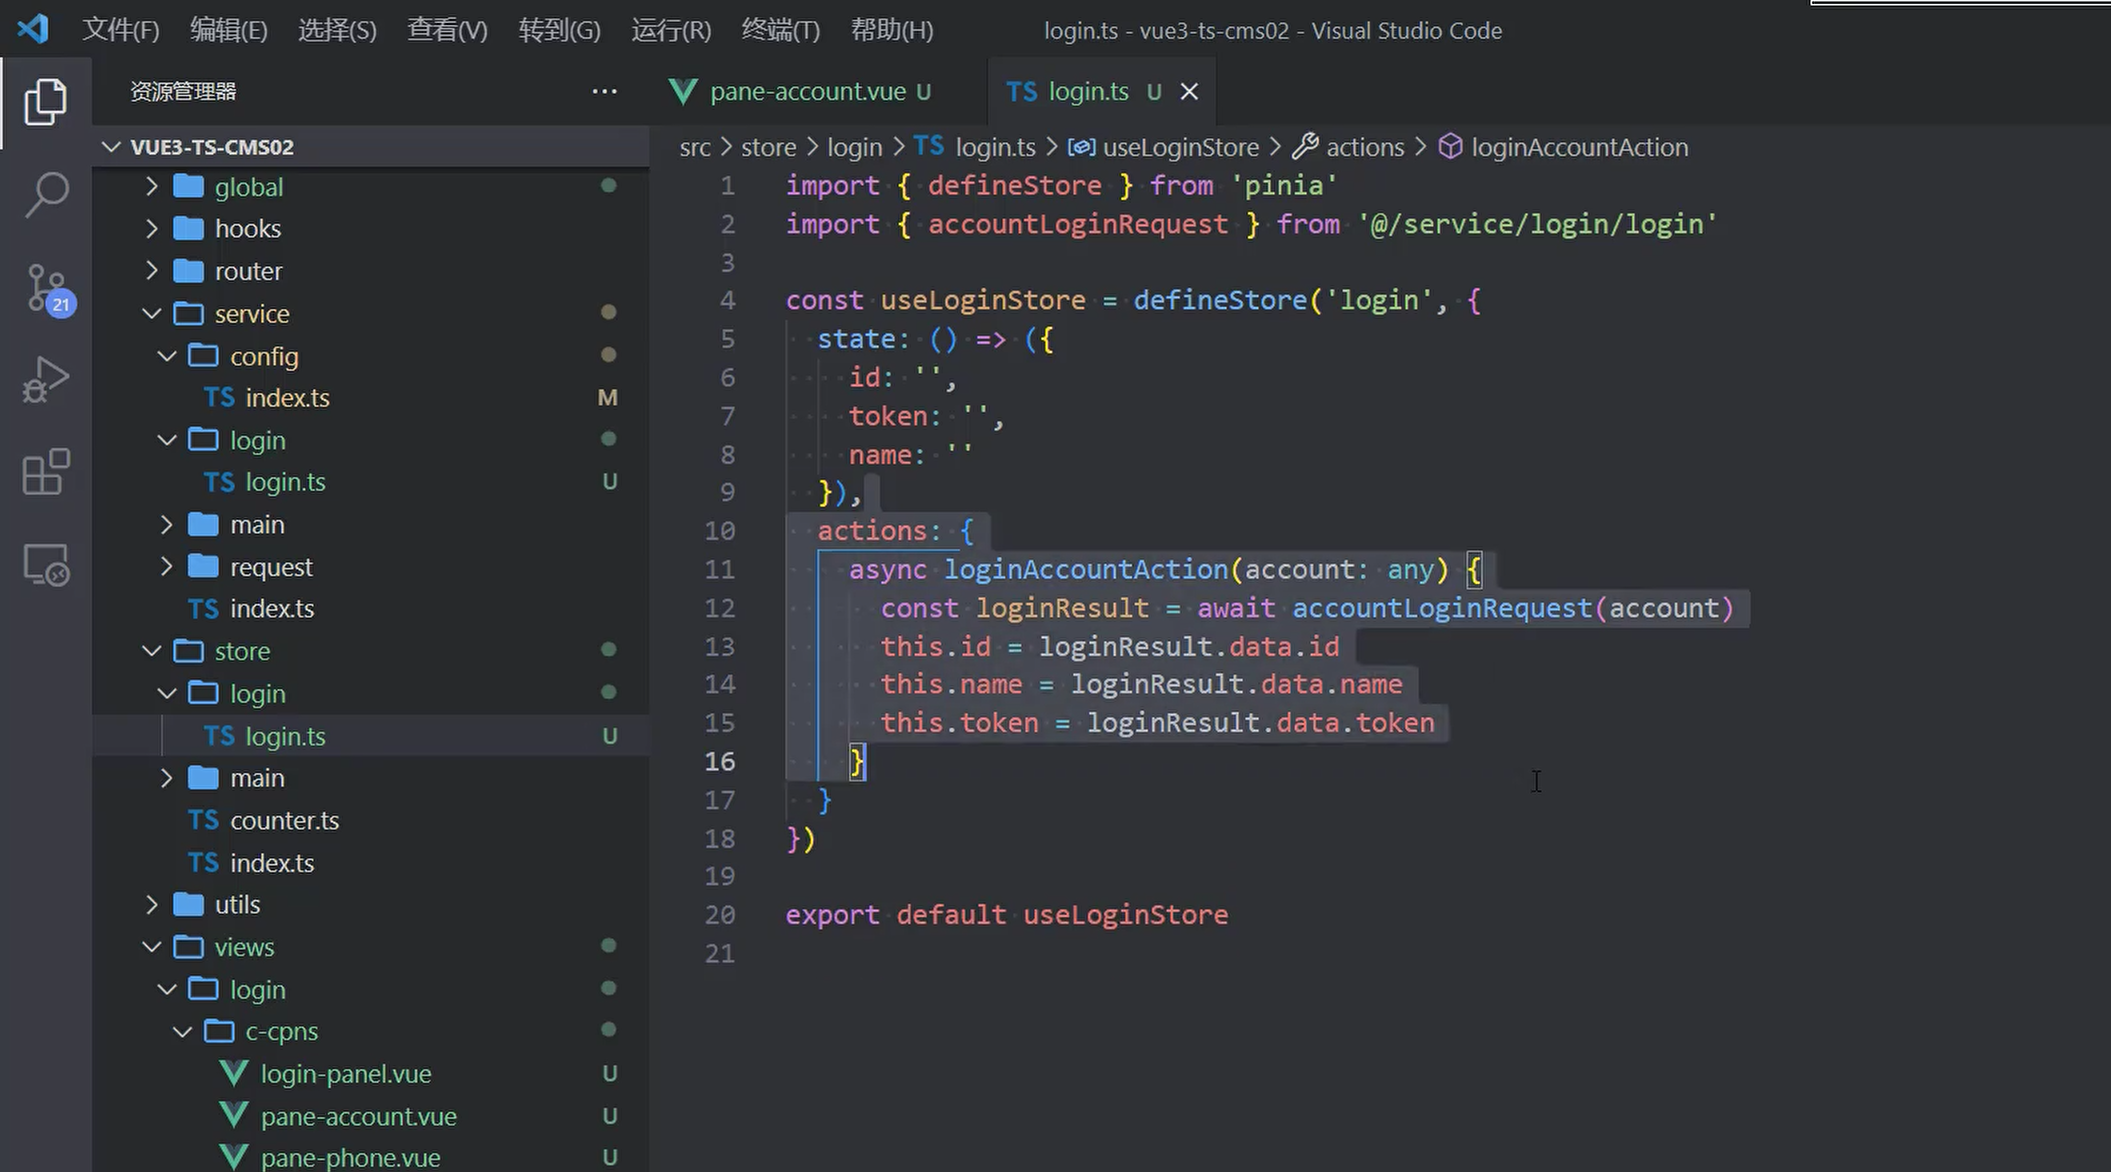 文件(F) 编辑(E) 选择(S) 查看(V) 转到(G) 运行(R) 终端(T) 帮助(H) login.ts - vue3-ts-cms02 - Visual Studio Code
资源管理器 ···
VUE3-TS-CMS02
global
hooks
router
service
config
TS index.ts M
login
TS login.ts U
main
request
TS index.ts
store
login
TS login.ts U
main
TS counter.ts
TS index.ts
utils
views
login
c-cpns
login-panel.vue U
pane-account.vue U
pane-phone.vue U
21
pane-account.vue U
TS login.ts U ×
src > store > login > TS login.ts > useLoginStore > actions > loginAccountAction
1 import { defineStore } from 'pinia'
2 import { accountLoginRequest } from '@/service/login/login'
3
4 const useLoginStore = defineStore('login', {
5 state: () => ({
6 id: '',
7 token: '',
8 name: ''
9 }),
10 actions: {
11 async loginAccountAction(account: any) {
12 const loginResult = await accountLoginRequest(account)
13 this.id = loginResult.data.id
14 this.name = loginResult.data.name
15 this.token = loginResult.data.token
16 }
17 }
18 })
19
20 export default useLoginStore
21